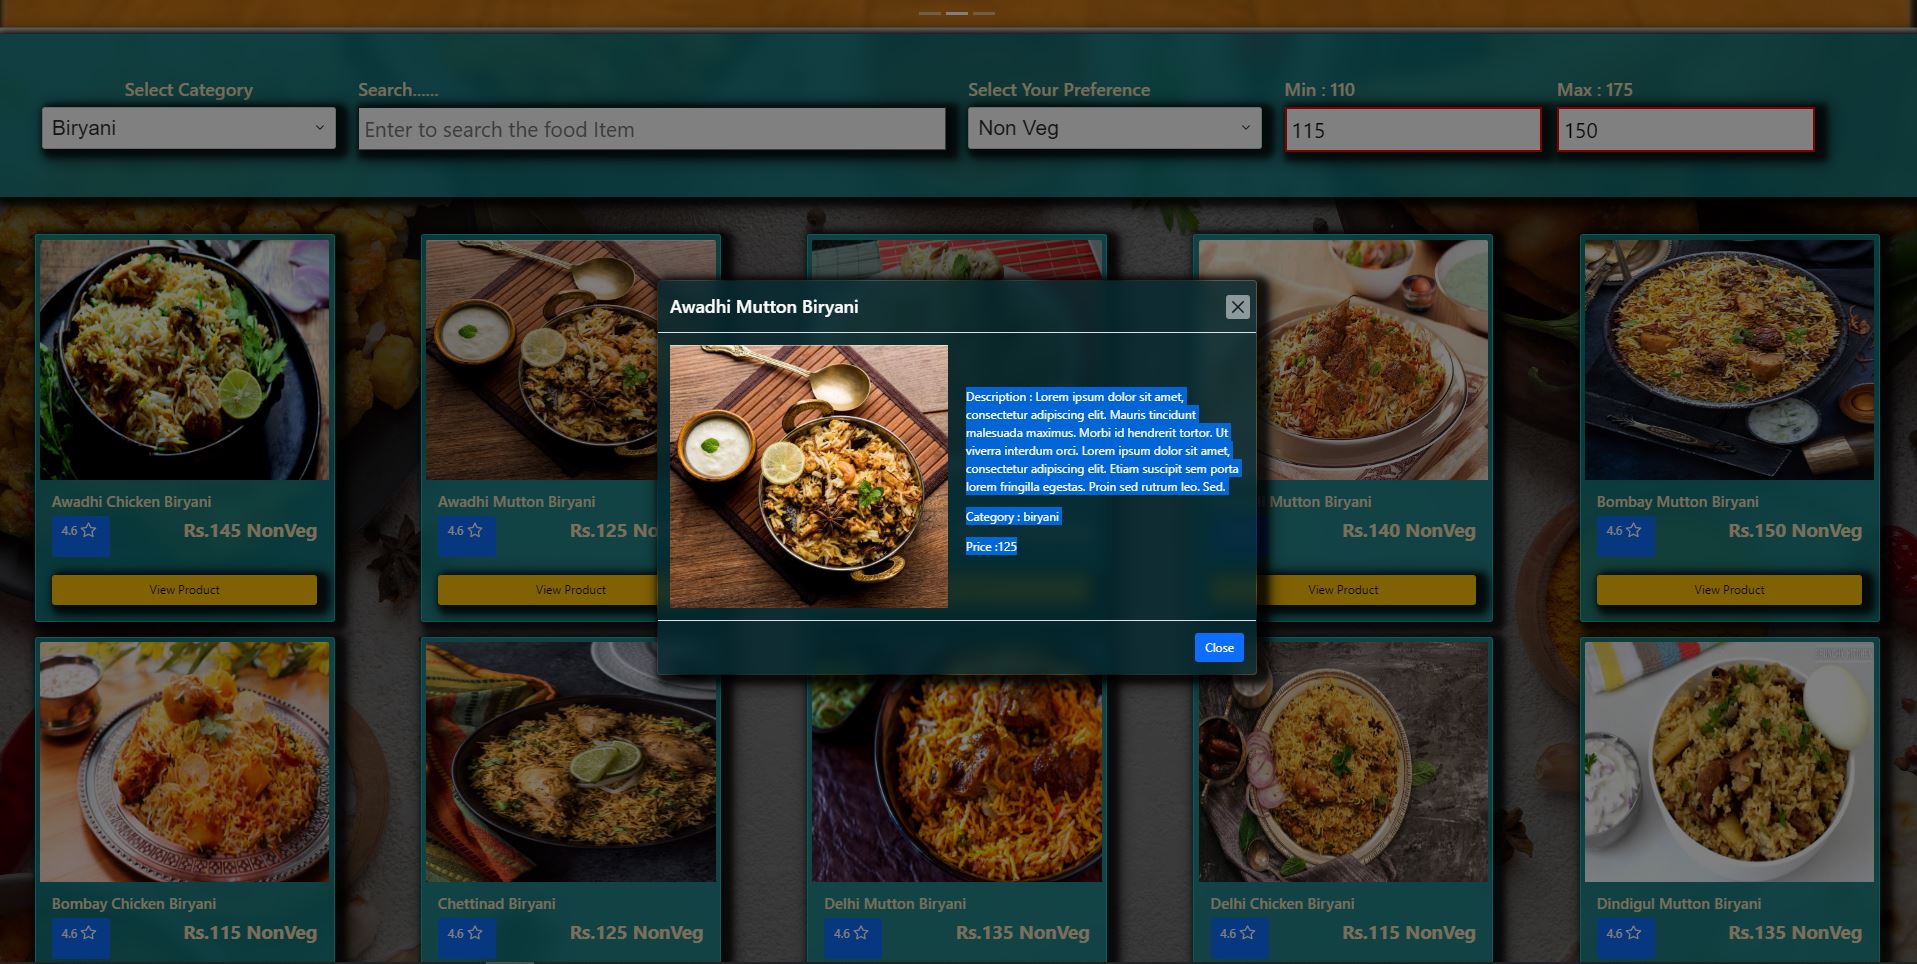 Select Category
Search......
Select Your Preference
Min : 110
Max : 175
Biryani
Enter to search the food Item
Non Veg
115
150
Awadhi Mutton Biryani
Description : Lorem ipsum dolor sit amet,
consectetur adipiscing elit. Mauris tincidunt
malesuada maximus. Morbi id hendrerit tortor. Ut
viverra interdum orci. Lorem ipsum dolor sit amet,
consectetur adipiscing elit. Etiam suscipit sem porta
lorem fringilla egestas. Proin sed rutrum leo. Sed.
Category : biryani
Price :125
Close
Awadhi Chicken Biryani
4.6
Rs.145 NonVeg
View Product
Awadhi Mutton Biryani
4.6
Rs.125 No
View Product
Mutton Biryani
Rs.140 NonVeg
View Product
Bombay Mutton Biryani
4.6
Rs.150 NonVeg
View Product
Bombay Chicken Biryani
4.6
Rs.115 NonVeg
Chettinad Biryani
4.6
Rs.125 NonVeg
Delhi Mutton Biryani
4.6
Rs.135 NonVeg
Delhi Chicken Biryani
4.6
Rs.115 NonVeg
Dindigul Mutton Biryani
4.6
Rs.135 NonVeg